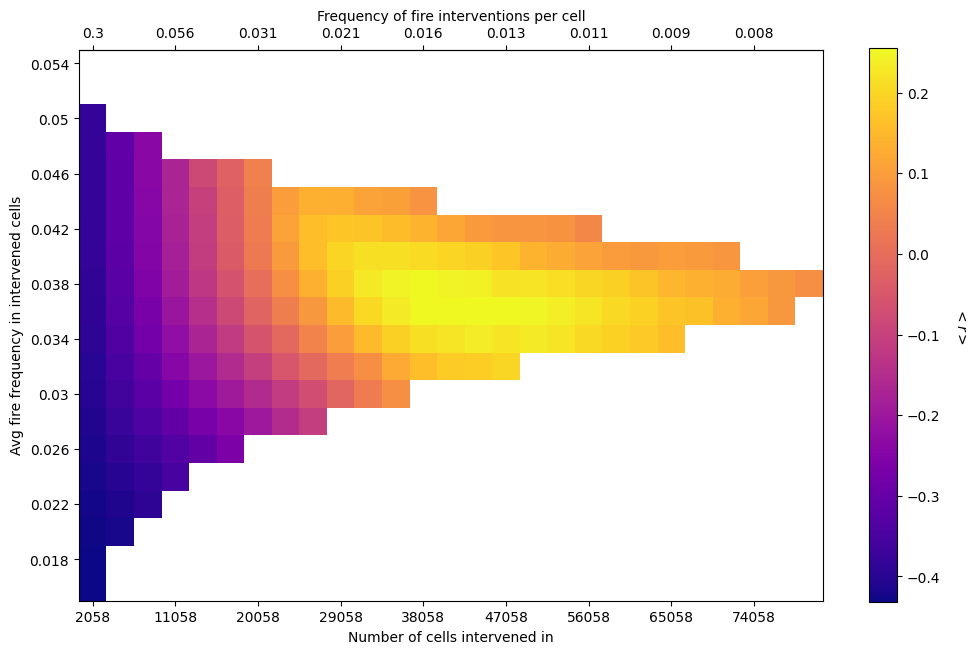 Frequency of fire interventions per cell
0.3 0.056 0.031 0.021 0.016 0.013 0.011 0.009 0.008
Avg fire frequency in intervened cells
0.054
0.05
0.046
0.042
0.038
0.034
0.03
0.026
0.022
0.018
2058 11058 20058 29058 38058 47058 56058 65058 74058
Number of cells intervened in
0.2
0.1
0.0
−0.1
−0.2
−0.3
−0.4
< r >